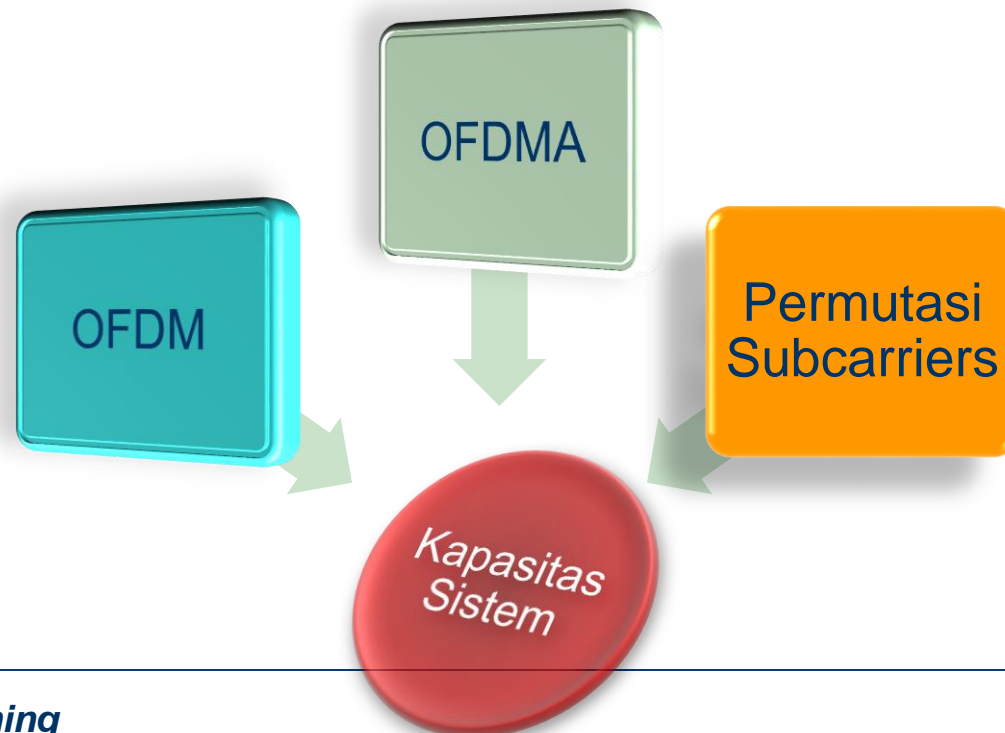 OFDMA
OFDM
Permutasi
Subcarriers
Kapasitas
Sistem